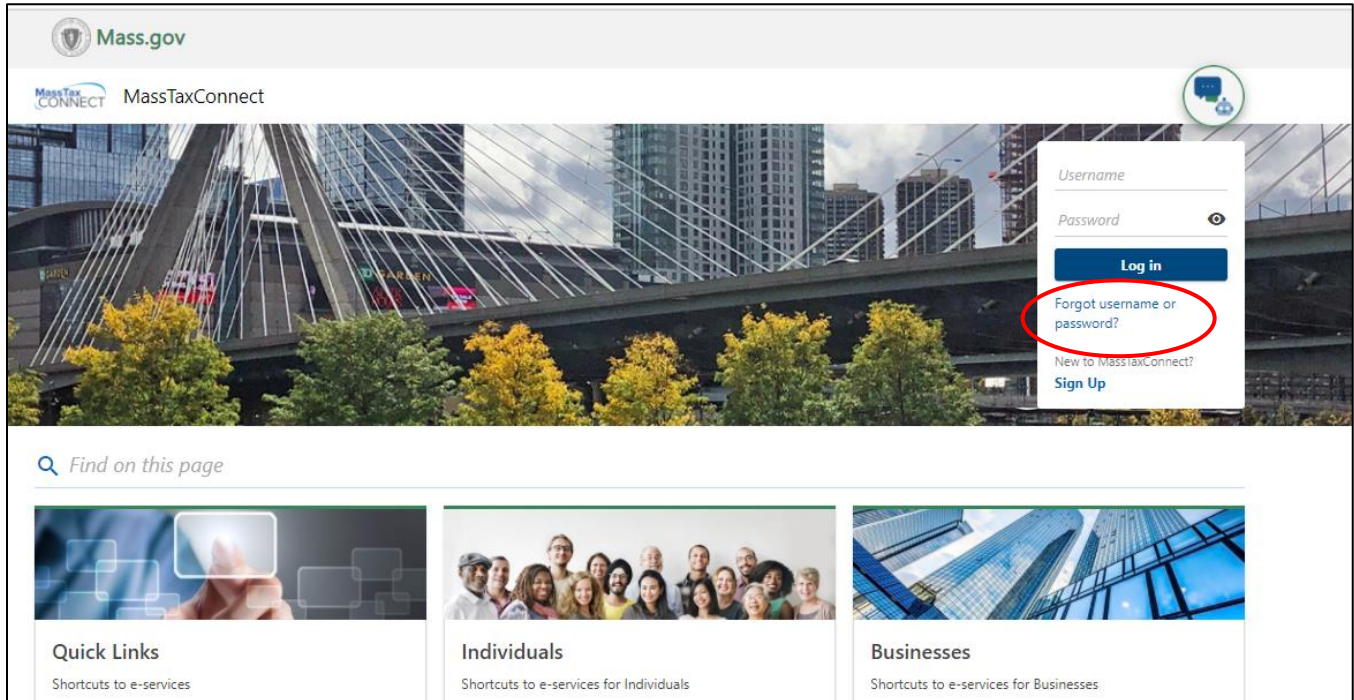 Mass.gov
MassTax
CONNECT
MassTaxConnect
Username
Password
Log in
Forgot username or
password?
New to MassTaxConnect?
Sign Up
GARDEN
Find on this page
Quick Links
Shortcuts to e-services
Individuals
Shortcuts to e-services for Individuals
Businesses
Shortcuts to e-services for Businesses